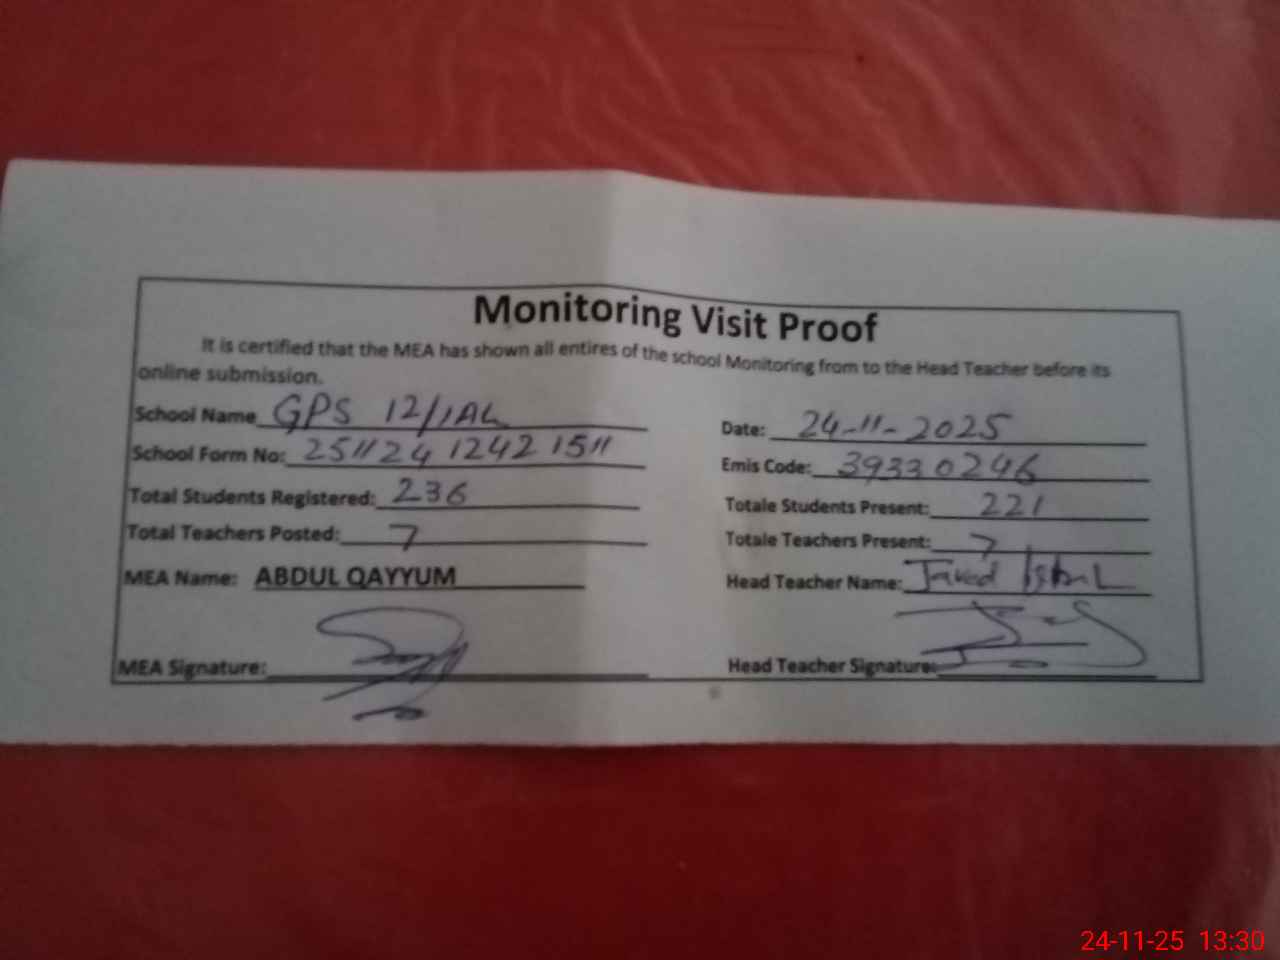 Monitoring Visit Proof
It is certified that the MEA has shown all entires of the school Monitoring from to the Head Teacher before its
online submission.
School Name GPS 12/1AL Date: 24-11-2025
School Form No: 25112412421511 Emis Code: 39330246
Total Students Registered: 236 Totale Students Present: 221
Total Teachers Posted: 7 Totale Teachers Present: 7
MEA Name: ABDUL QAYYUM Head Teacher Name: Javed Iqbal
MEA Signature: Head Teacher Signature:
24-11-25 13:30